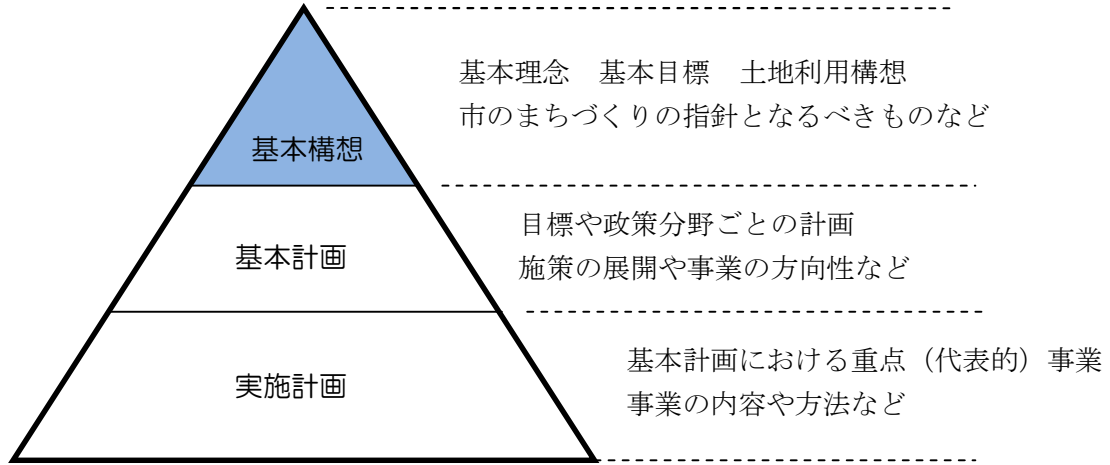 基本理念　基本目標　土地利用構想
市のまちづくりの指針となるべきものなど
基本構想
目標や政策分野ごとの計画
施策の展開や事業の方向性など
基本計画
基本計画における重点（代表的）事業
事業の内容や方法など
実施計画